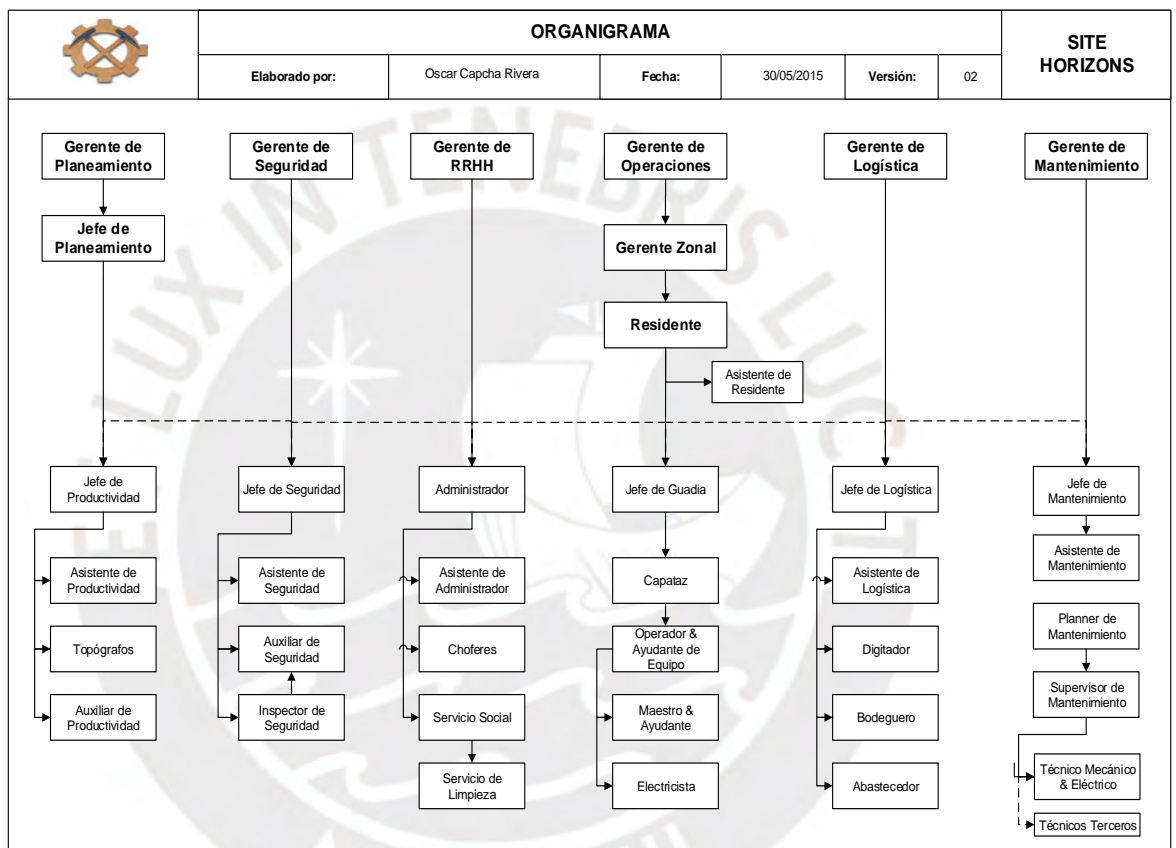 ORGANIGRAMA
SITE
HORIZONS
Elaborado por:
Oscar Capcha Rivera
Fecha:
30/05/2015
Versión:
02
Gerente de
Planeamiento
Gerente de
Seguridad
Gerente de
RRHH
Gerente de
Operaciones
Gerente de
Logística
Gerente de
Mantenimiento
Jefe de
Planeamiento
Gerente Zonal
Residente
Asistente de
Residente
Jefe de
Productividad
Jefe de Seguridad
Administrador
Jefe de Guadia
Jefe de Logística
Jefe de
Mantenimiento
Asistente de
Productividad
Asistente de
Seguridad
Asistente de
Administrador
Capataz
Asistente de
Logística
Asistente de
Mantenimiento
Topógrafos
Auxiliar de
Seguridad
Choferes
Operador &
Ayudante de
Equipo
Digitador
Planner de
Mantenimiento
Auxiliar de
Productividad
Inspector de
Seguridad
Servicio Social
Maestro &
Ayudante
Bodeguero
Supervisor de
Mantenimiento
Servicio de
Limpieza
Electricista
Abastecedor
Técnico Mecánico
& Eléctrico
Técnicos Terceros
ET LUX IN TENEBRIS LUCET